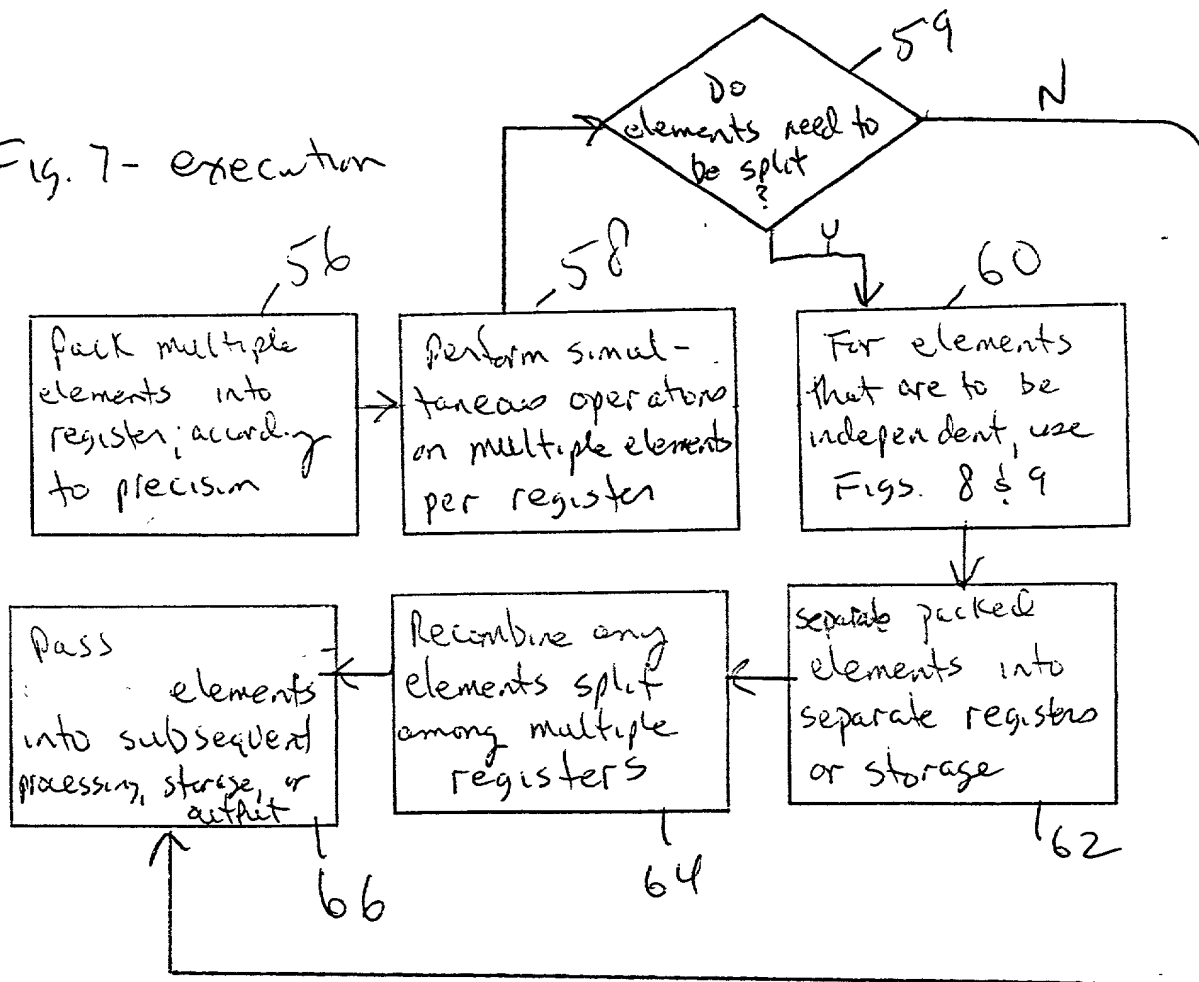 Fig. 7 - execution
59
Do
elements need to
be split
?
N
Y
56
Pack multiple
elements into
register, according
to precision
58
Perform simul-
taneous operations
on multiple elements
per register
60
For elements
that are to be
independent, use
Figs. 8 & 9
Pass
elements
into subsequent
processing, storage, or
output
66
Recombine any
elements split
among multiple
registers
64
separate packed
elements into
separate registers
or storage
62